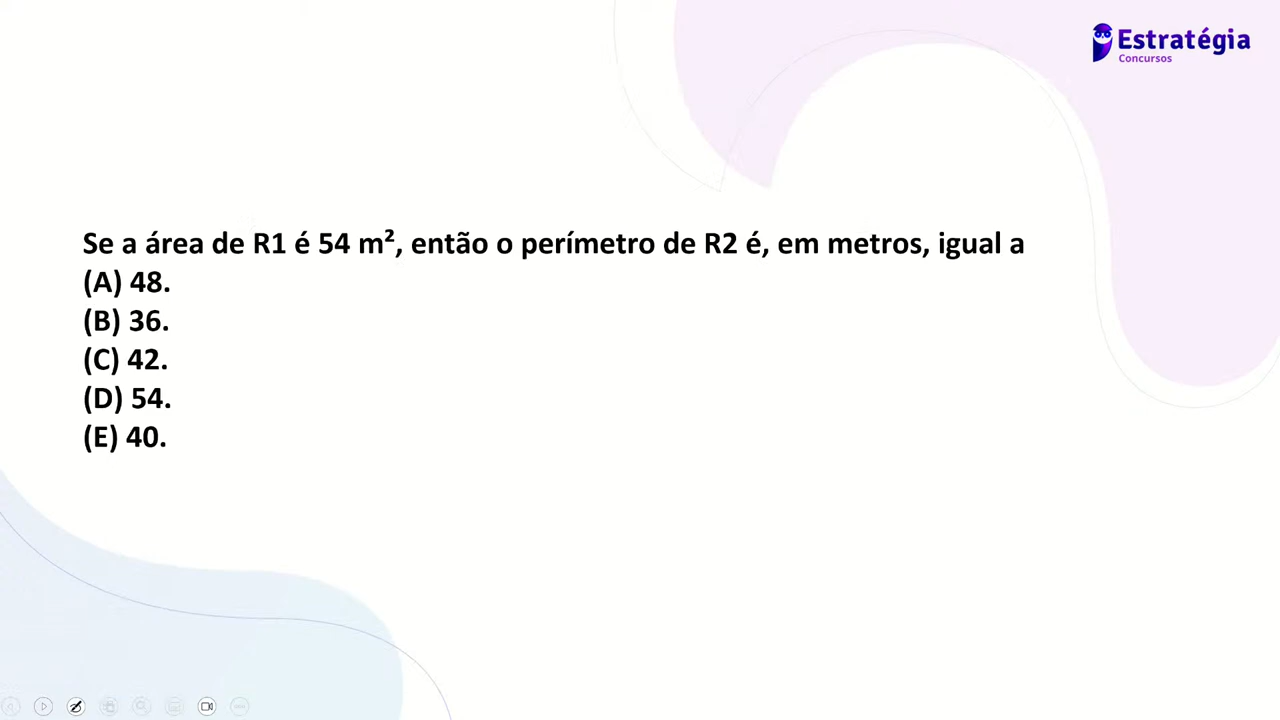 Estratégia
Concursos
Se a área de R1 é 54 m², então o perímetro de R2 é, em metros, igual a
(A) 48.
(B) 36.
(C) 42.
(D) 54.
(E) 40.